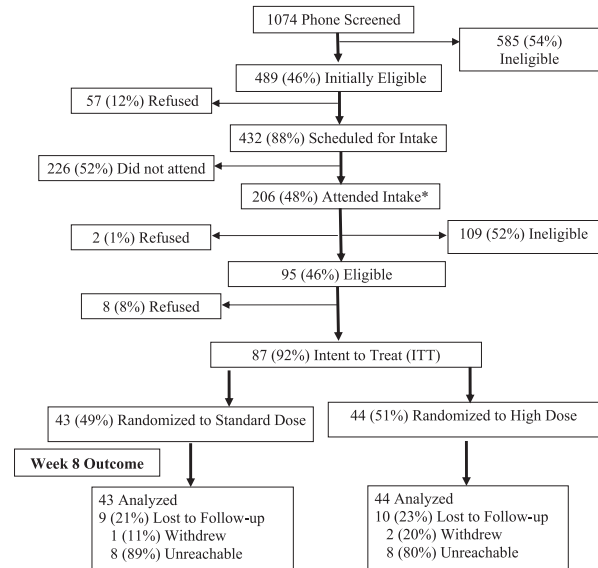 1074 Phone Screened
585 (54%)
Ineligible
489 (46%) Initially Eligible
57 (12%) Refused
432 (88%) Scheduled for Intake
226 (52%) Did not attend
206 (48%) Attended Intake*
2 (1%) Refused
109 (52%) Ineligible
95 (46%) Eligible
8 (8%) Refused
87 (92%) Intent to Treat (ITT)
43 (49%) Randomized to Standard Dose
44 (51%) Randomized to High Dose
Week 8 Outcome
43 Analyzed
9 (21%) Lost to Follow-up
1 (11%) Withdrew
8 (89%) Unreachable
44 Analyzed
10 (23%) Lost to Follow-up
2 (20%) Withdrew
8 (80%) Unreachable